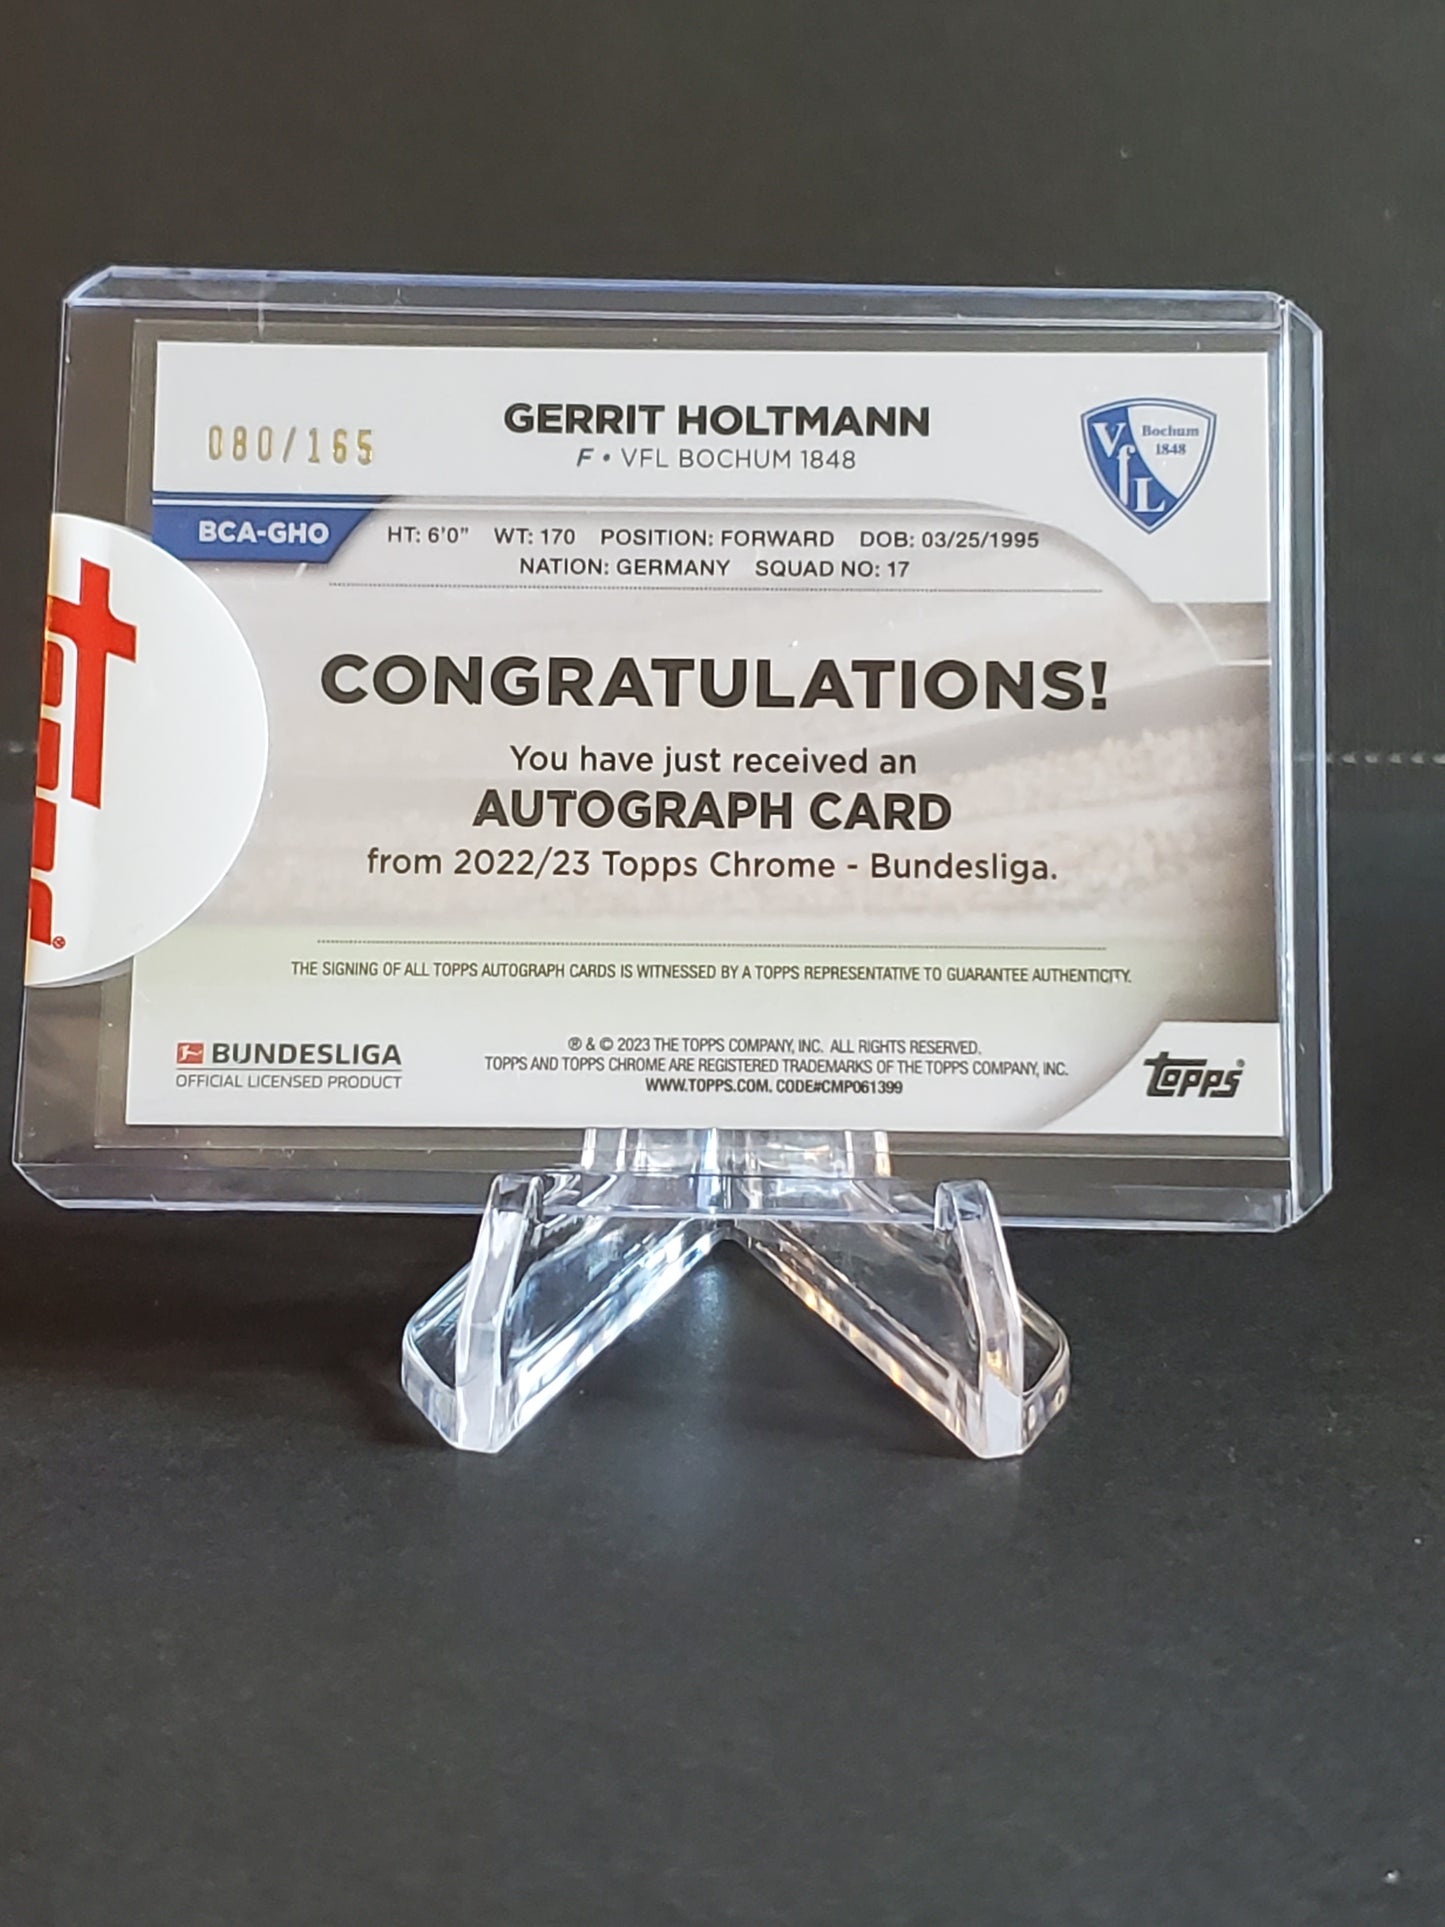 080/165
GERRIT HOLTMANN
F • VFL BOCHUM 1848
VfL Bochum
1848
BCA-GHO
HT: 6'0" WT: 170 POSITION: FORWARD DOB: 03/25/1995
NATION: GERMANY SQUAD NO: 17
CONGRATULATIONS!
You have just received an
AUTOGRAPH CARD
from 2022/23 Topps Chrome - Bundesliga.
THE SIGNING OF ALL TOPPS AUTOGRAPH CARDS IS WITNESSED BY A TOPPS REPRESENTATIVE TO GUARANTEE AUTHENTICITY.
BUNDESLIGA
OFFICIAL LICENSED PRODUCT
® & © 2023 THE TOPPS COMPANY, INC. ALL RIGHTS RESERVED.
TOPPS AND TOPPS CHROME ARE REGISTERED TRADEMARKS OF THE TOPPS COMPANY, INC.
WWW.TOPPS.COM. CODE#CMP061399
Topps®